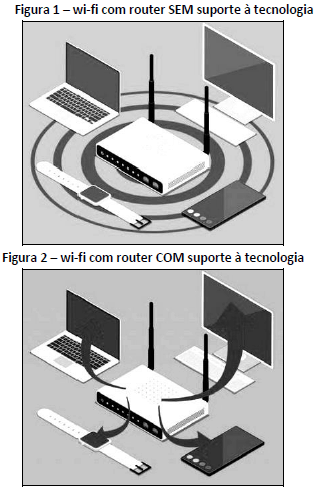 Figura 1 – wi-fi com router SEM suporte à tecnologia
Figura 2 – wi-fi com router COM suporte à tecnologia